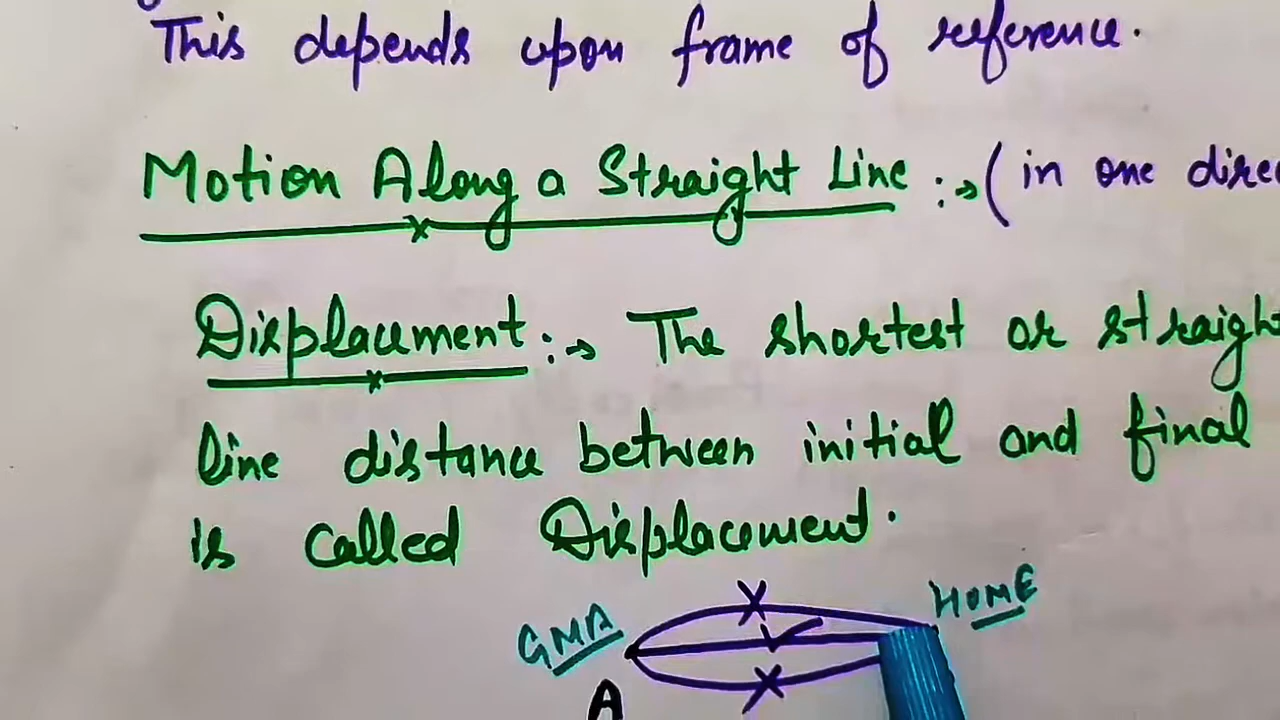 This depends upon frame of reference.
Motion Along a Straight Line :→ (in one direc
Displacement :→ The shortest or straight
line distance between initial and final
is called Displacement.
HOME
GMA
A